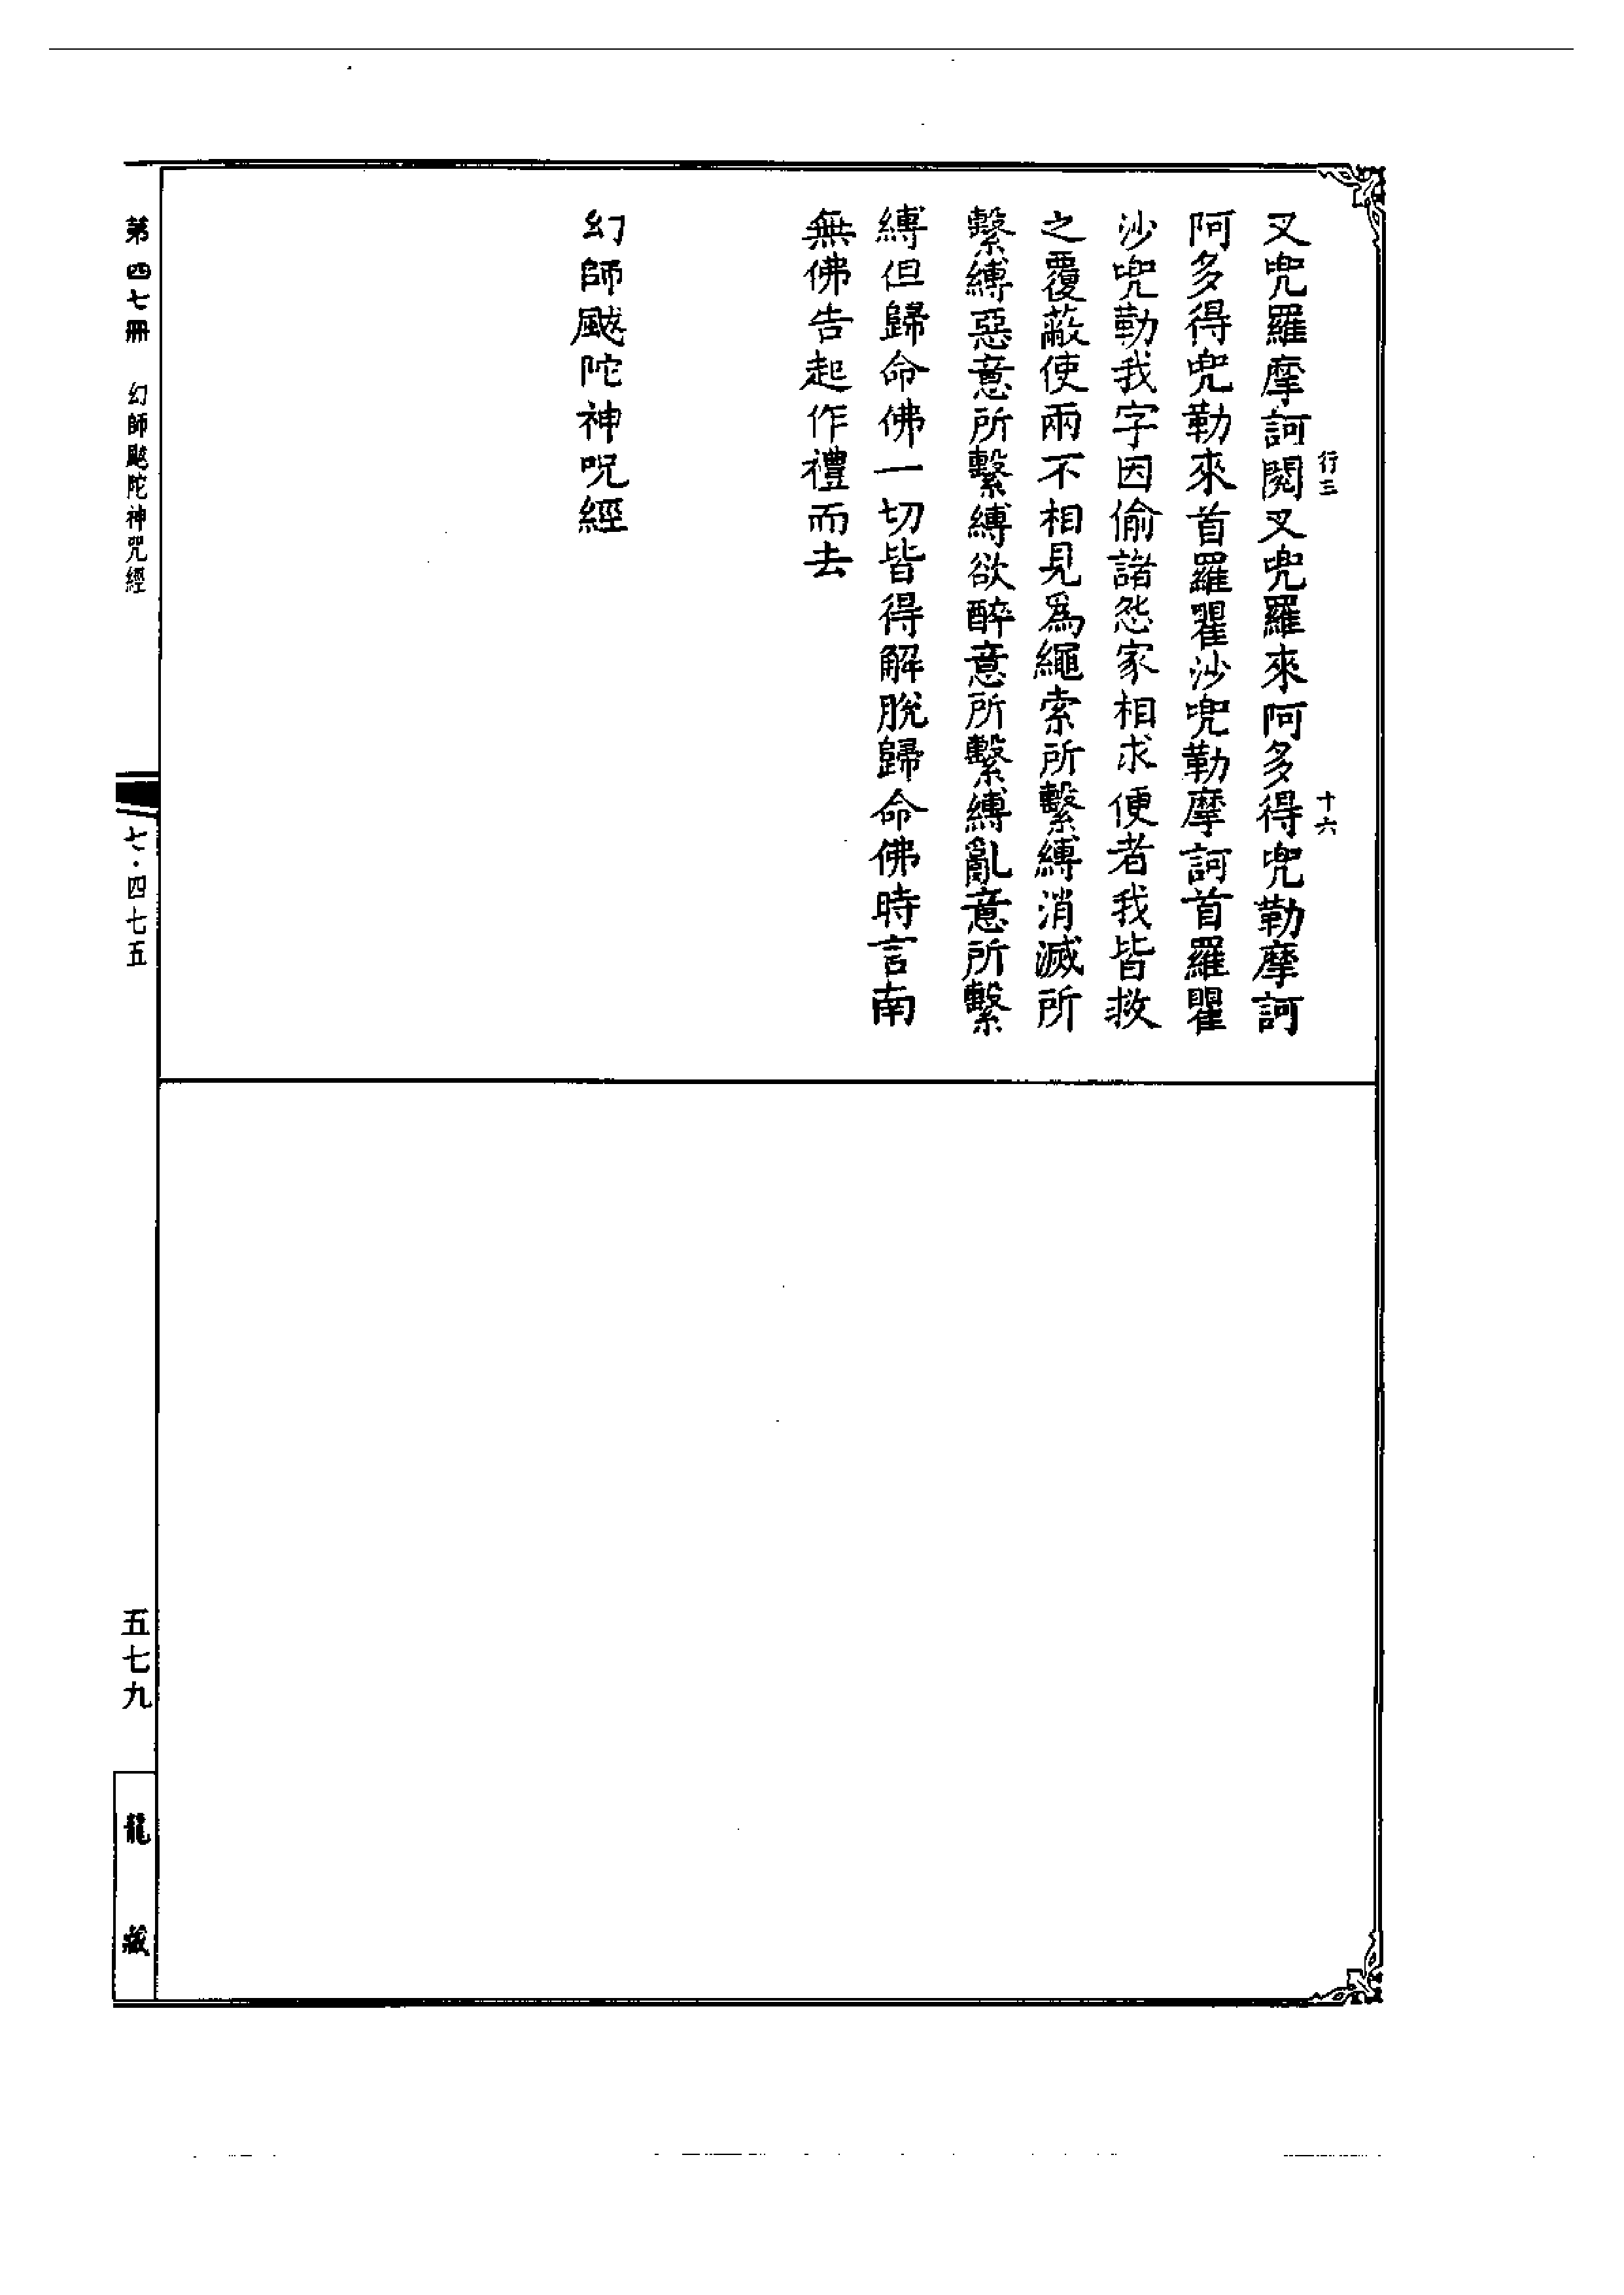 行三
十六
又兜羅摩訶閱叉兜羅來阿多得兜勒摩訶
阿多得兜勒來首羅瞿沙兜勒摩訶首羅瞿
沙兜勒我字因偷諸怨家相求便者我皆救
之覆蔽使兩不相見爲繩索所繫縛消滅所
繫縛惡意所繫縛欲醉意所繫縛亂意所繫
縛但歸命佛一切皆得解脫歸命佛時言南
無佛告起作禮而去
幻師颰陀神呪經
第四七冊　幻師颰陀神咒經
七·四七五
五七九
龍藏